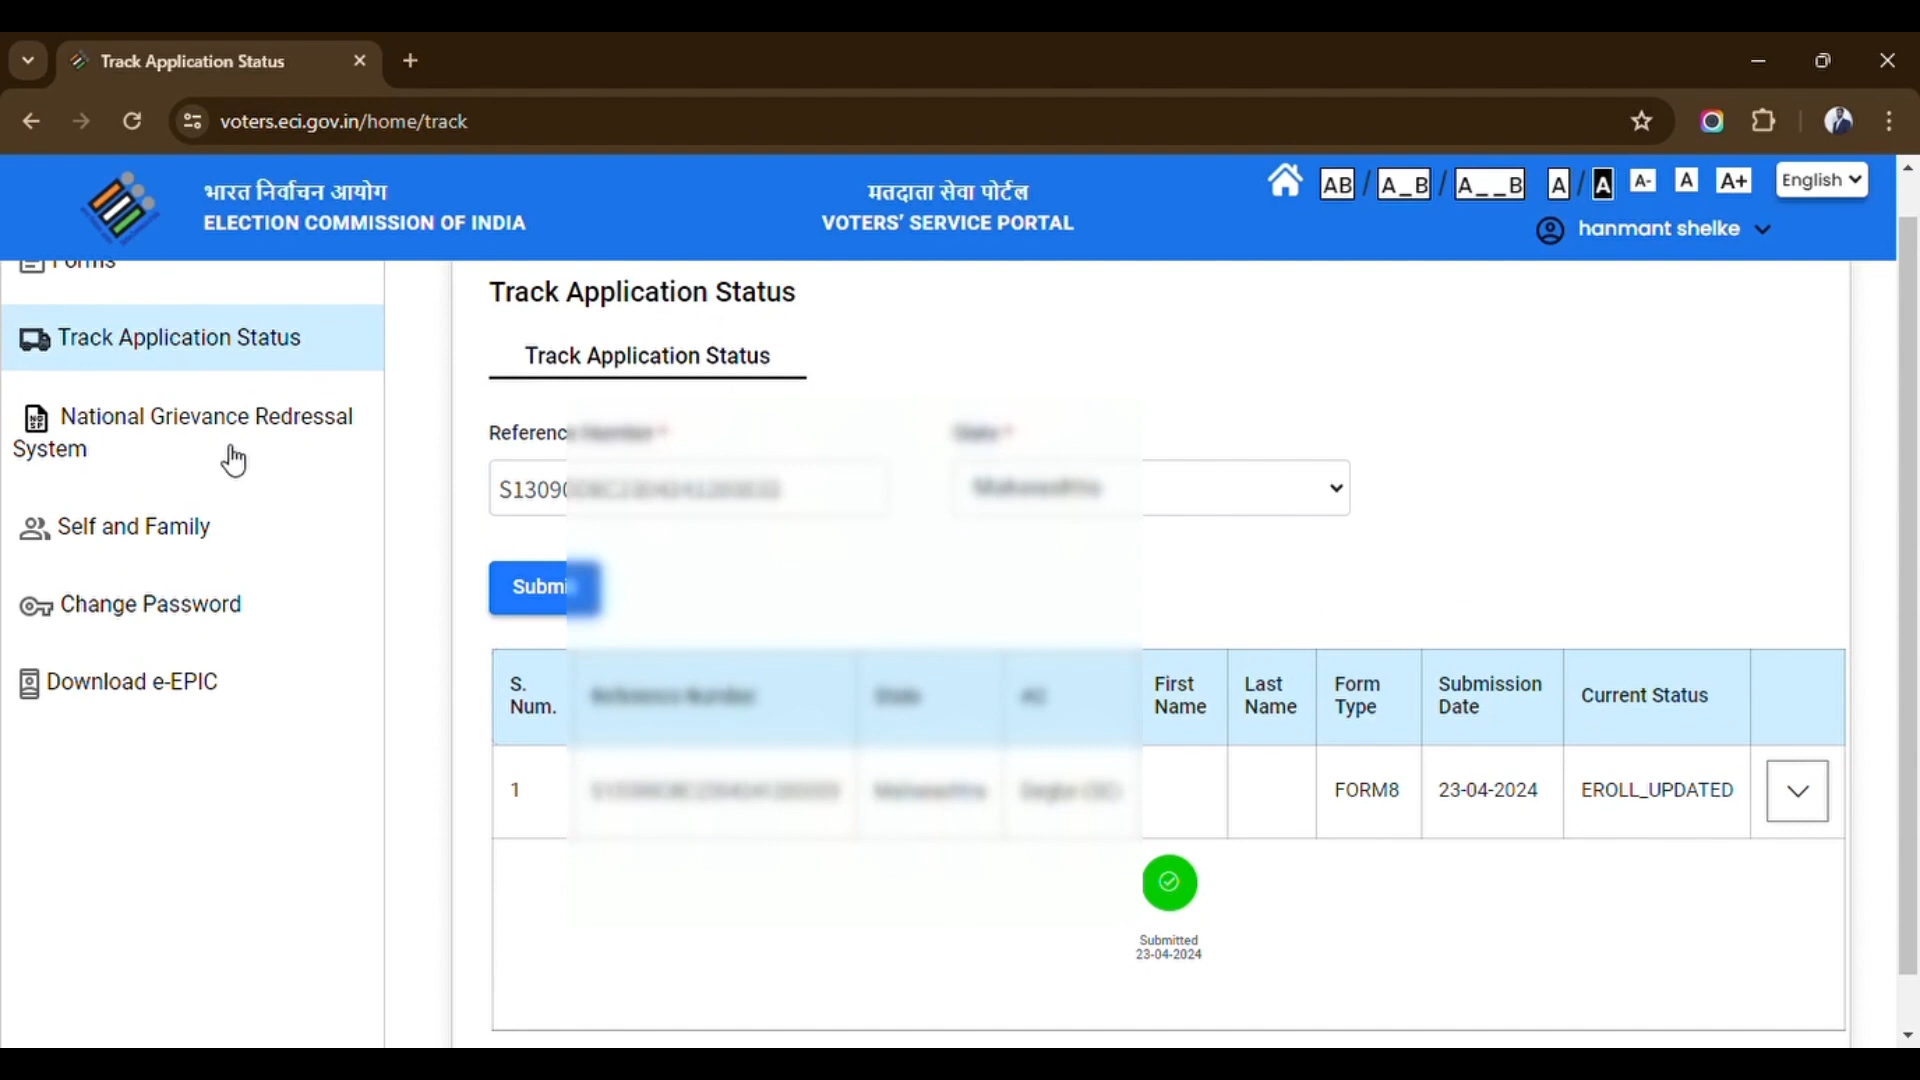 Track Application Status
voters.eci.gov.in/home/track
भारत निर्वाचन आयोग
ELECTION COMMISSION OF INDIA
मतदाता सेवा पोर्टल
VOTERS' SERVICE PORTAL
AB / A_B / A__B A / A A- A A+ English
hanmant shelke
Forms
Track Application Status
National Grievance Redressal
System
Self and Family
Change Password
Download e-EPIC
Track Application Status
Track Application Status
Reference
S1309
Submi
S. Num. First Name Last Name Form Type Submission Date Current Status
1 FORM8 23-04-2024 EROLL_UPDATED
Submitted
23-04-2024